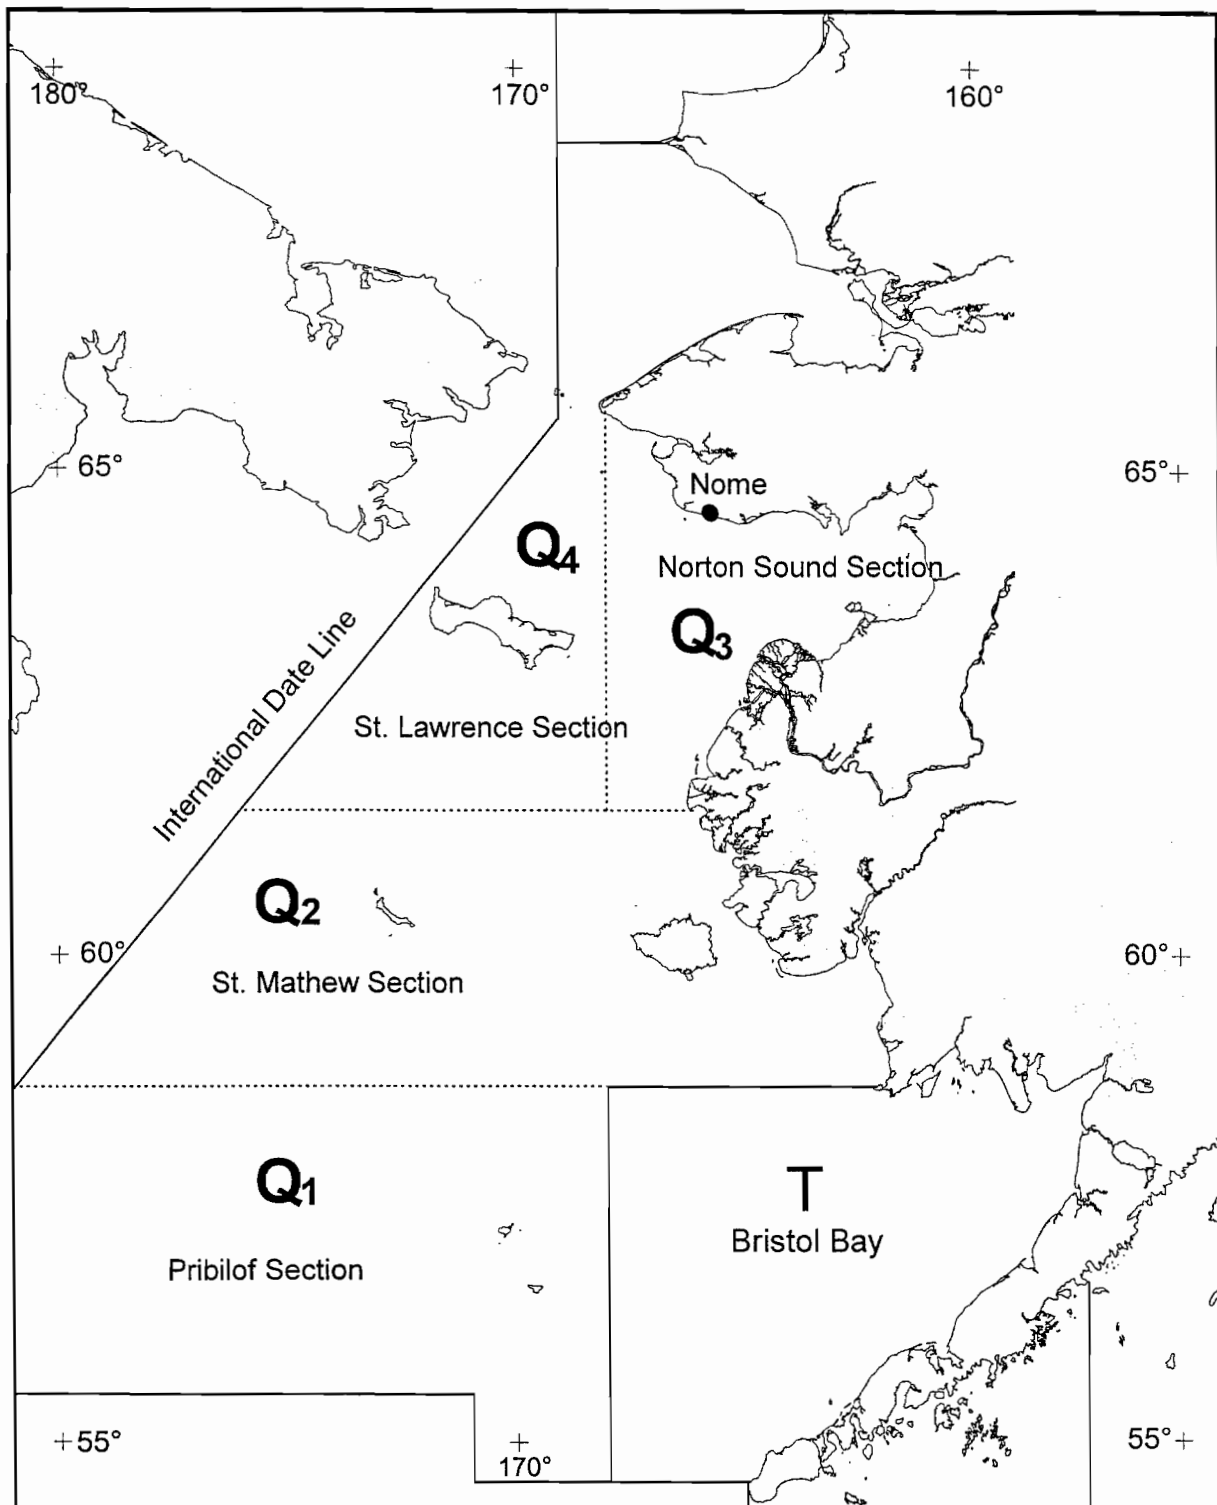 180°
170°
160°
65°
65°
Nome
Q4
Norton Sound Section
Q3
International Date Line
St. Lawrence Section
Q2
60°
60°
St. Mathew Section
Q1
T
Bristol Bay
Pribilof Section
55°
170°
55°